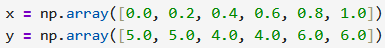 x = np.array([0.0, 0.2, 0.4, 0.6, 0.8, 1.0])
y = np.array([5.0, 5.0, 4.0, 4.0, 6.0, 6.0])